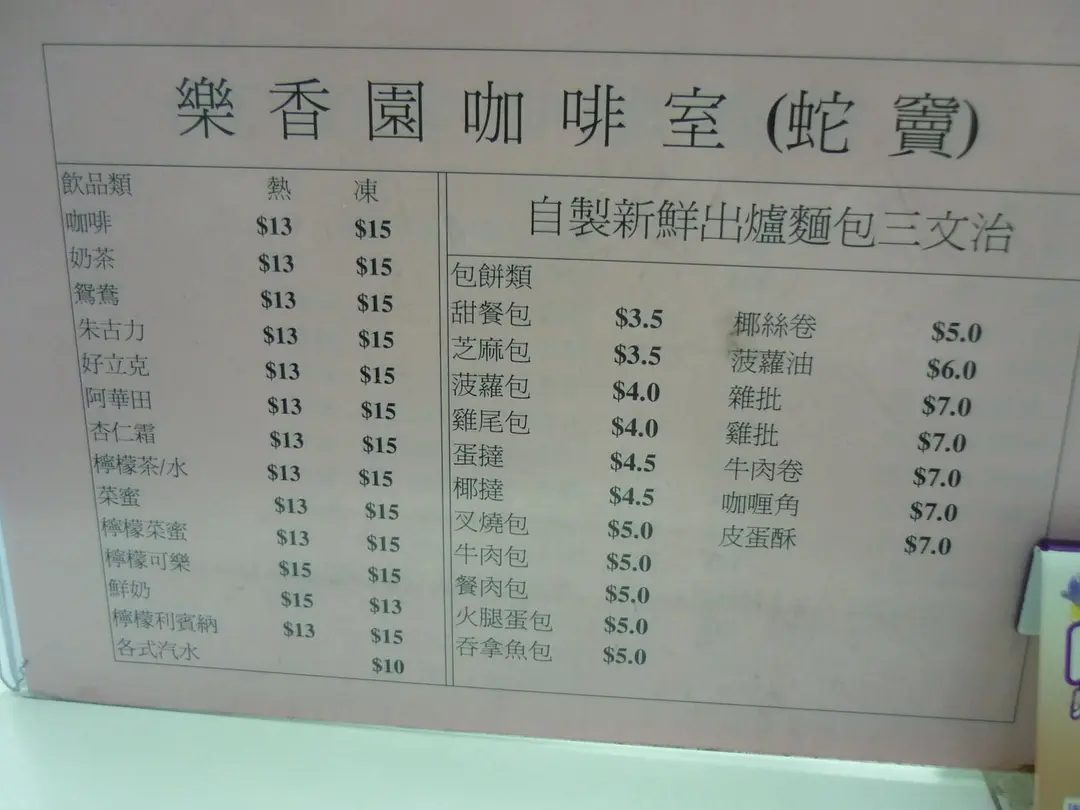 樂香園咖啡室(蛇竇)
飲品類 熱 凍
咖啡 $13 $15
奶茶 $13 $15
鴛鴦 $13 $15
朱古力 $13 $15
好立克 $13 $15
阿華田 $13 $15
杏仁霜 $13 $15
檸檬茶/水 $13 $15
菜蜜 $13 $15
檸檬菜蜜 $13 $15
檸檬可樂 $15 $15
鮮奶 $15 $13
檸檬利賓納 $13 $15
各式汽水 $10
自製新鮮出爐麵包三文治
包餅類
甜餐包 $3.5
芝麻包 $3.5
菠蘿包 $4.0
雞尾包 $4.0
蛋撻 $4.5
椰撻 $4.5
叉燒包 $5.0
牛肉包 $5.0
餐肉包 $5.0
火腿蛋包 $5.0
吞拿魚包 $5.0
椰絲卷 $5.0
菠蘿油 $6.0
雜批 $7.0
雞批 $7.0
牛肉卷 $7.0
咖喱角 $7.0
皮蛋酥 $7.0